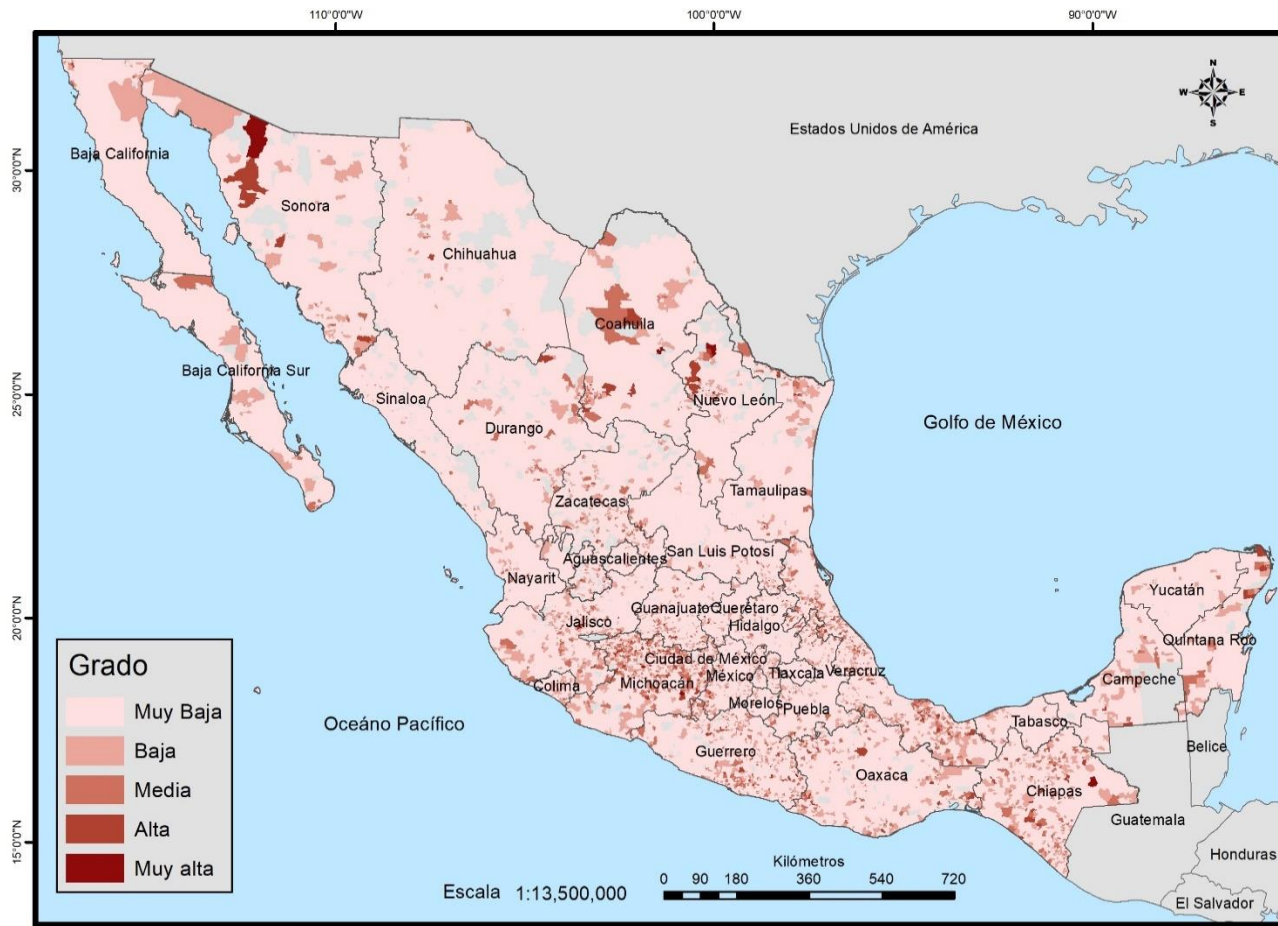 110°0'0"W
100°0'0"W
90°0'0"W
30°0'0"N
25°0'0"N
20°0'0"N
15°0'0"N
N
W
E
S
Estados Unidos de América
Baja California
Sonora
Chihuahua
Coahuila
Baja California Sur
Sinaloa
Nuevo León
Durango
Golfo de México
Zacatecas
Tamaulipas
Aguascalientes
San Luis Potosí
Nayarit
Guanajuato
Querétaro
Jalisco
Hidalgo
Yucatán
Quintana Roo
Ciudad de México
Colima
Michoacán
México
Tlaxcala
Veracruz
Campeche
Morelos
Puebla
Tabasco
Belice
Oceáno Pacífico
Guerrero
Oaxaca
Chiapas
Guatemala
Honduras
El Salvador
Grado
Muy Baja
Baja
Media
Alta
Muy alta
Kilómetros
Escala 1:13,500,000
0 90 180 360 540 720